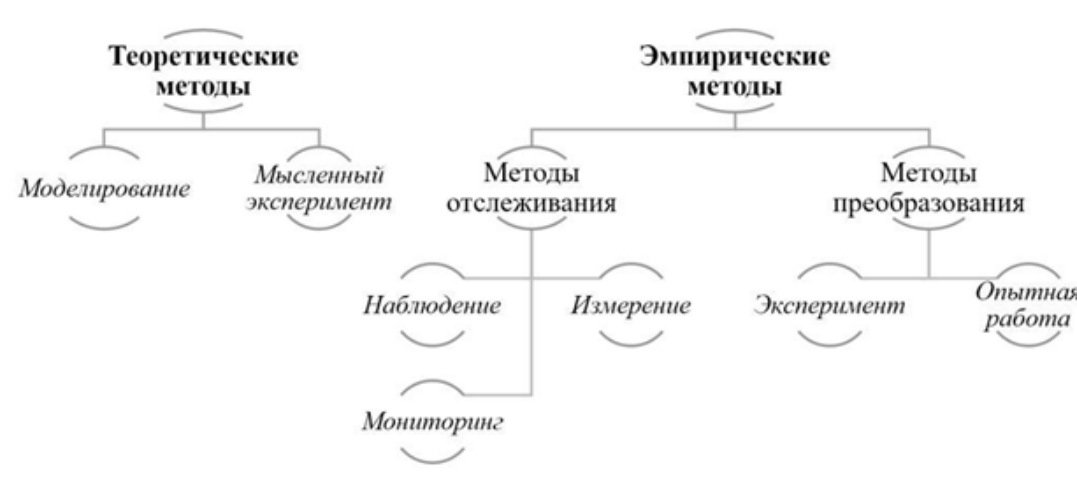 Теоретические
методы
Эмпирические
методы
Моделирование
Мысленный
эксперимент
Методы
отслеживания
Методы
преобразования
Наблюдение
Измерение
Эксперимент
Опытная
работа
Мониторинг